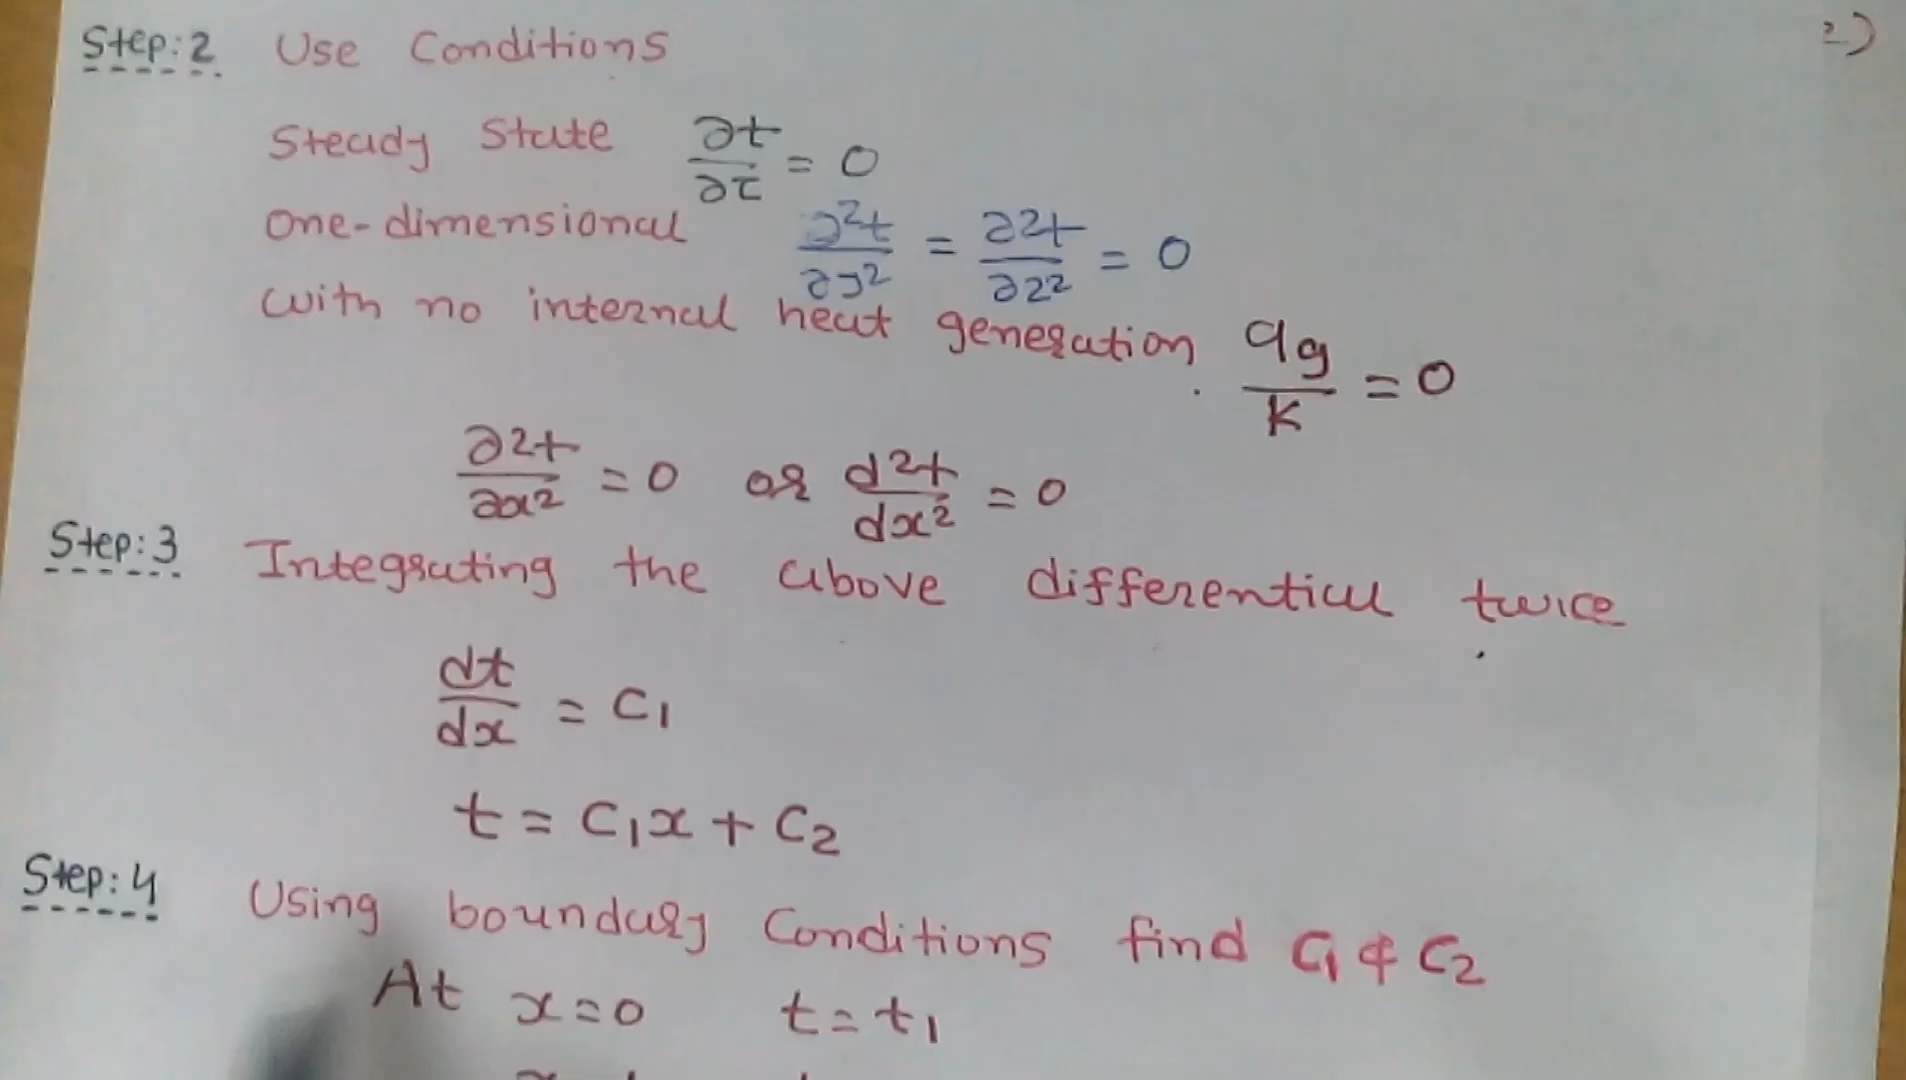 2)
Step:2 Use Conditions
Steady State ∂t/∂τ = 0
One-dimensional ∂²t/∂y² = ∂²t/∂z² = 0
with no internal heat generation. qg/k = 0
∂²t/∂x² = 0 or d²t/dx² = 0
Step:3 Integrating the above differential twice.
dt/dx = C₁
t = C₁x + C₂
Step:4 Using boundary Conditions find C₁ & C₂
At x=0 t=t₁